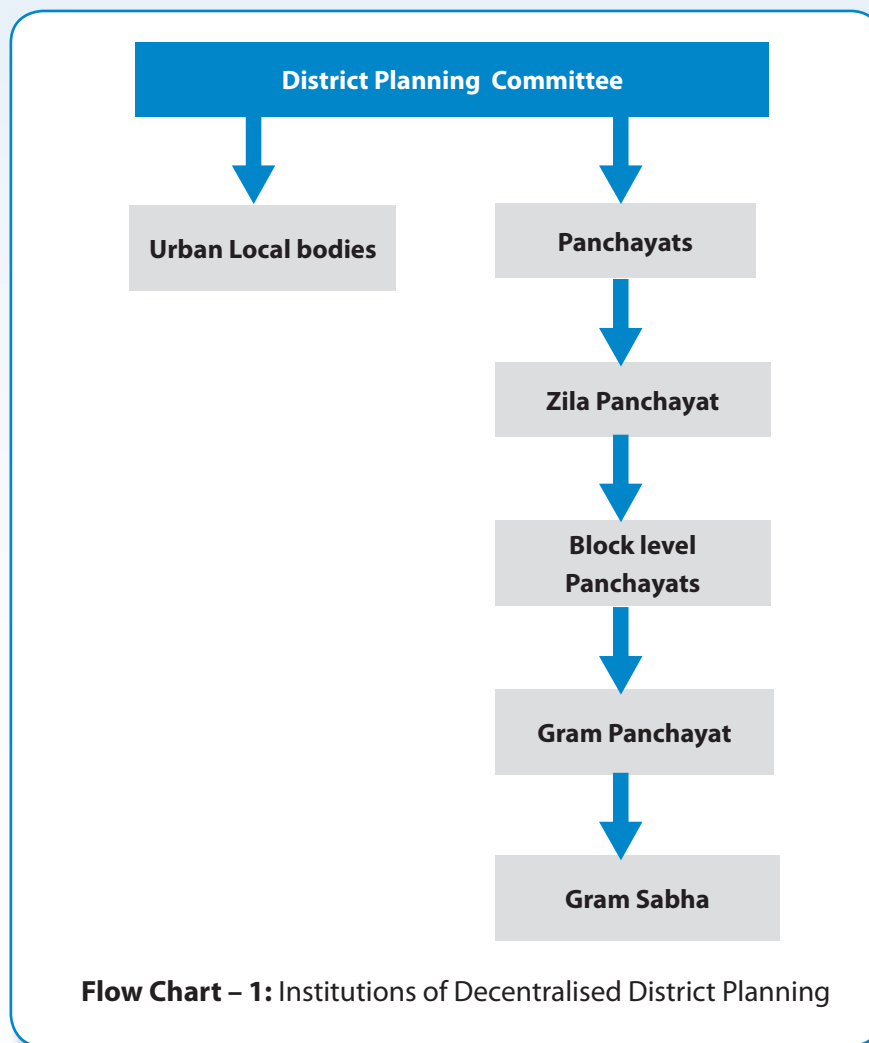 District Planning Committee
Urban Local bodies
Panchayats
Zila Panchayat
Block level
Panchayats
Gram Panchayat
Gram Sabha
Flow Chart – 1: Institutions of Decentralised District Planning